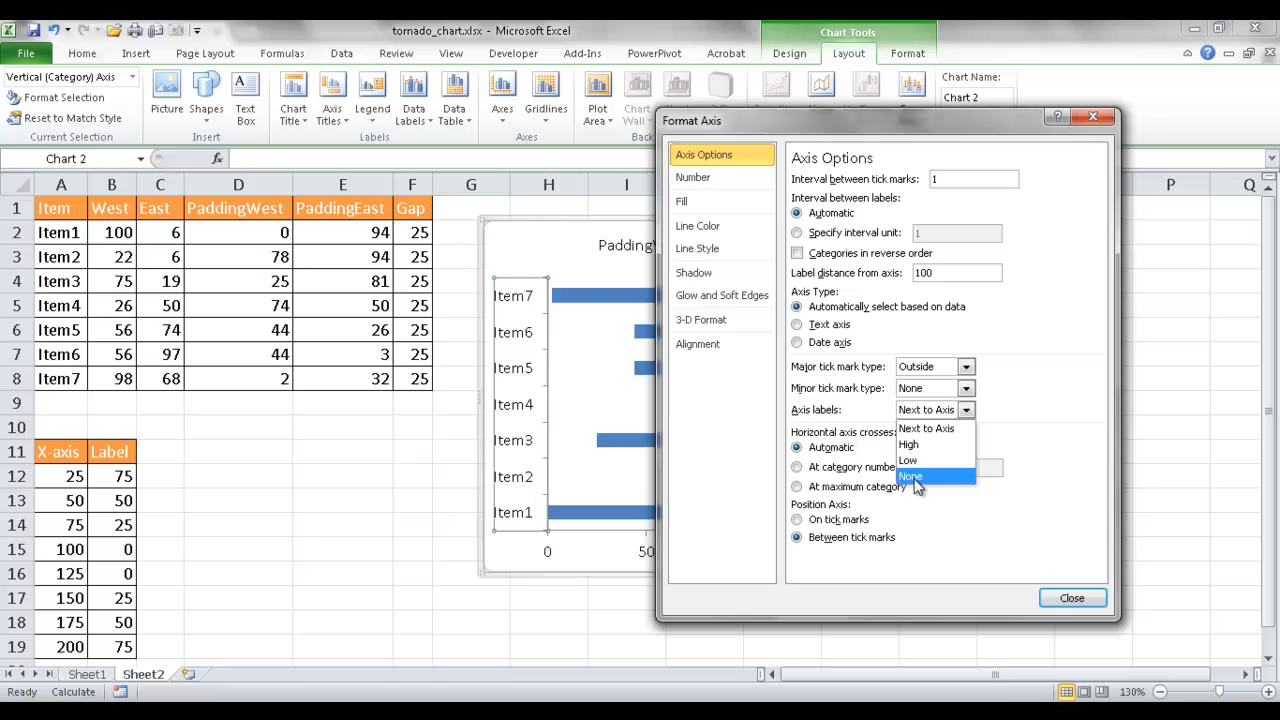 tornado_chart.xlsx - Microsoft Excel
Chart Tools
File Home Insert Page Layout Formulas Data Review View Developer Add-Ins PowerPivot Acrobat Design Layout Format
Vertical (Category) Axis
Format Selection
Reset to Match Style
Current Selection
Picture Shapes Text Box
Insert
Chart Title Axis Titles Legend Data Labels Data Table
Labels
Axes Gridlines
Axes
Plot Area Chart Wall
Chart Name:
Chart 2
Chart 2 fx
A B C D E F G H I P Q
1 Item West East PaddingWest PaddingEast Gap
2 Item1 100 6 0 94 25
3 Item2 22 6 78 94 25
4 Item3 75 19 25 81 25
5 Item4 26 50 74 50 25
6 Item5 56 74 44 26 25
7 Item6 56 97 44 3 25
8 Item7 98 68 2 32 25
9
10
11 X-axis Label
12 25 75
13 50 50
14 75 25
15 100 0
16 125 0
17 150 25
18 175 50
19 200 75
Item7
Item6
Item5
Item4
Item3
Item2
Item1
0 50
Format Axis
Axis Options
Number
Fill
Line Color
Line Style
Shadow
Glow and Soft Edges
3-D Format
Alignment
Axis Options
Interval between tick marks: 1
Interval between labels:
Automatic
Specify interval unit: 1
Categories in reverse order
Label distance from axis: 100
Axis Type:
Automatically select based on data
Text axis
Date axis
Major tick mark type: Outside
Minor tick mark type: None
Axis labels: Next to Axis
Next to Axis
High
Low
None
Horizontal axis crosses:
Automatic
At category numbe
At maximum category
Position Axis:
On tick marks
Between tick marks
Close
Sheet1 Sheet2
Ready Calculate 130%